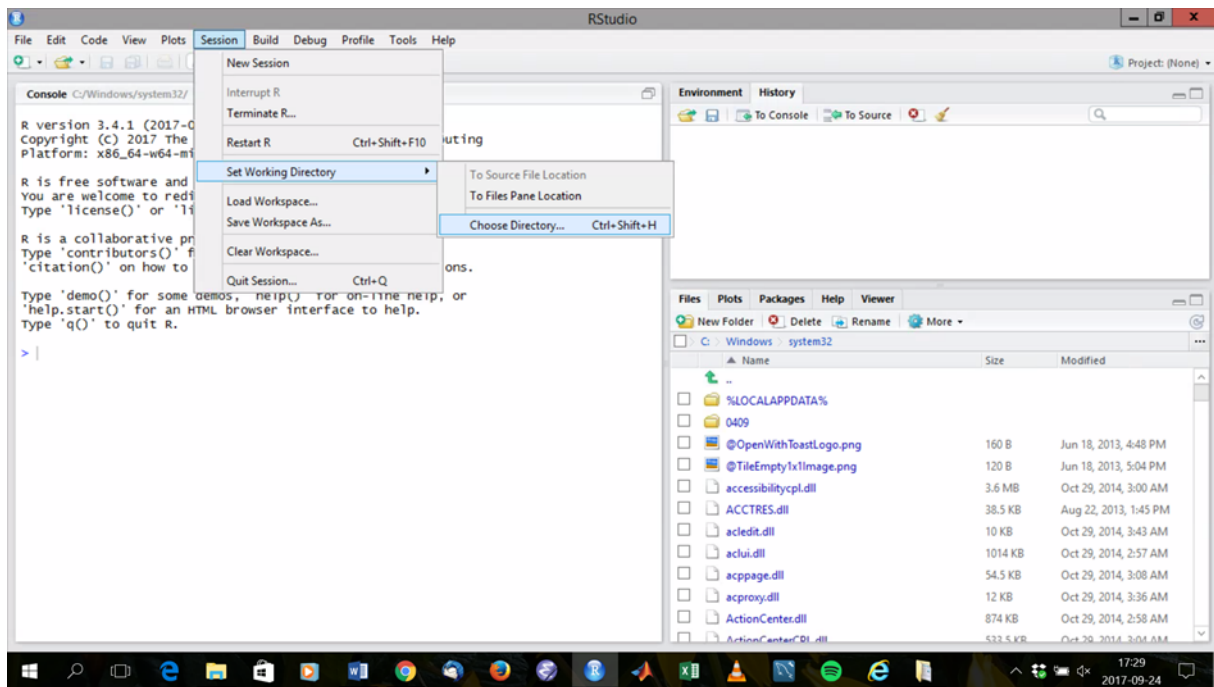 RStudio
File Edit Code View Plots Session Build Debug Profile Tools Help
Project: (None)
New Session
Interrupt R
Terminate R...
Restart R Ctrl+Shift+F10
Set Working Directory
Load Workspace...
Save Workspace As...
Clear Workspace...
Quit Session... Ctrl+Q
To Source File Location
To Files Pane Location
Choose Directory... Ctrl+Shift+H
Console C:/Windows/system32/
R version 3.4.1 (2017-0
Copyright (C) 2017 The uting
Platform: x86_64-w64-mi
R is free software and
You are welcome to redi
Type 'license()' or 'li
R is a collaborative pr
Type 'contributors()' f
'citation()' on how to ons.
Type 'demo()' for some demos, 'help()' for on-line help, or
'help.start()' for an HTML browser interface to help.
Type 'q()' to quit R.
>
Environment History
To Console To Source
Files Plots Packages Help Viewer
New Folder Delete Rename More
C: Windows system32
Name Size Modified
..
%LOCALAPPDATA%
0409
@OpenWithToastLogo.png 160 B Jun 18, 2013, 4:48 PM
@TileEmpty1x1Image.png 120 B Jun 18, 2013, 5:04 PM
accessibilitycpl.dll 3.6 MB Oct 29, 2014, 3:00 AM
ACCTRES.dll 38.5 KB Aug 22, 2013, 1:45 PM
acledit.dll 10 KB Oct 29, 2014, 3:43 AM
aclui.dll 1014 KB Oct 29, 2014, 2:57 AM
acppage.dll 54.5 KB Oct 29, 2014, 3:08 AM
acproxy.dll 12 KB Oct 29, 2014, 3:36 AM
ActionCenter.dll 874 KB Oct 29, 2014, 2:58 AM
ActionCenterCPL.dll 533.5 KB Oct 29, 2014, 3:04 AM
17:29
2017-09-24